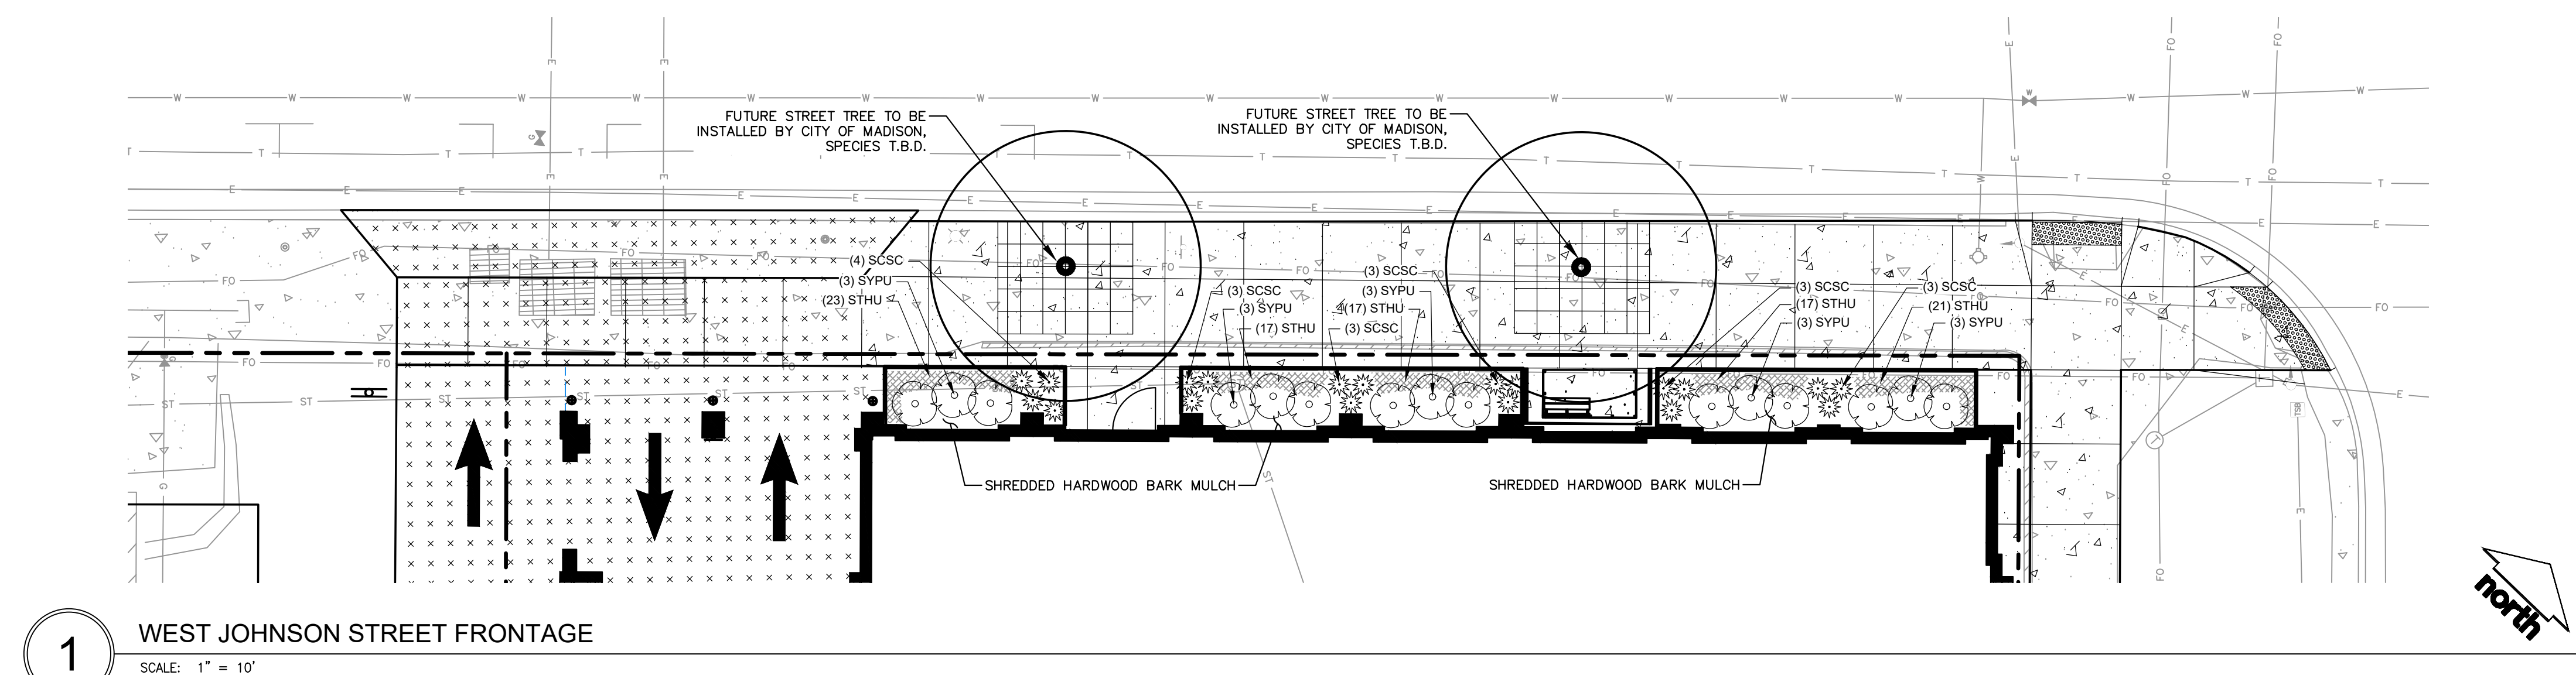 FUTURE STREET TREE TO BE
INSTALLED BY CITY OF MADISON,
SPECIES T.B.D.
FUTURE STREET TREE TO BE
INSTALLED BY CITY OF MADISON,
SPECIES T.B.D.
(4) SCSC
(3) SYPU
(23) STHU
(3) SCSC
(3) SYPU
(17) STHU
(3) SCSC
(3) SYPU
(17) STHU
(3) SCSC
(3) SCSC
(17) STHU
(3) SYPU
(3) SCSC
(21) STHU
(3) SYPU
SHREDDED HARDWOOD BARK MULCH
SHREDDED HARDWOOD BARK MULCH
TSB
north
1
WEST JOHNSON STREET FRONTAGE
SCALE: 1" = 10'